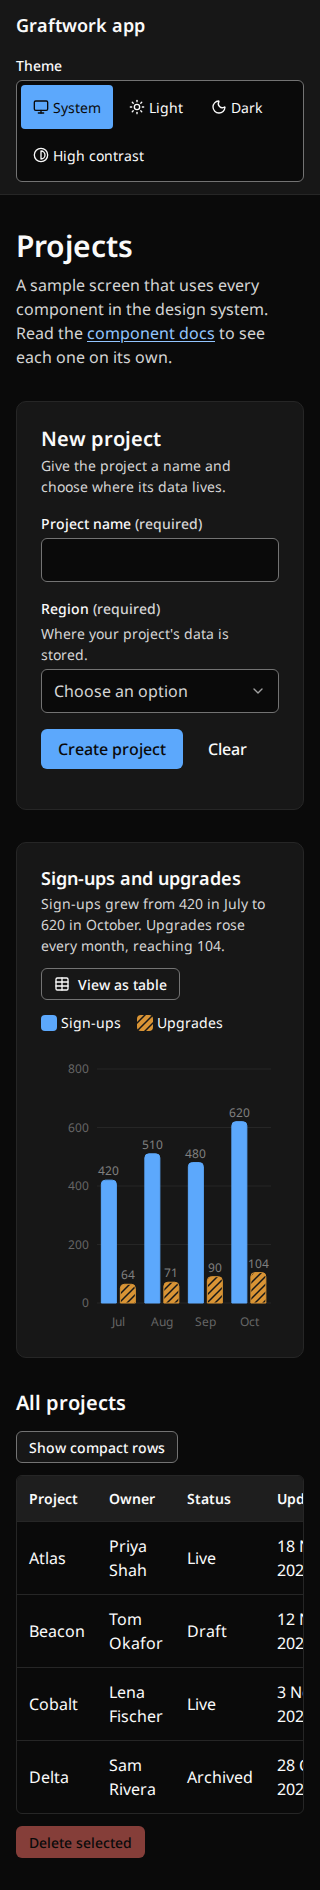 Graftwork app
Theme
System Light Dark
High contrast
Projects
A sample screen that uses every
component in the design system.
Read the component docs to see
each one on its own.
New project
Give the project a name and
choose where its data lives.
Project name (required)
Region (required)
Where your project's data is
stored.
Choose an option
Create project Clear
Sign-ups and upgrades
Sign-ups grew from 420 in July to
620 in October. Upgrades rose
every month, reaching 104.
View as table
Sign-ups Upgrades
800
600
400
200
0
420 64 510 71 480 90 620 104
Jul Aug Sep Oct
All projects
Show compact rows
Project Owner Status
Atlas Priya Shah Live 18
Beacon Tom Okafor Draft 12
Cobalt Lena Fischer Live 3
Delta Sam Rivera Archived 28
Delete selected